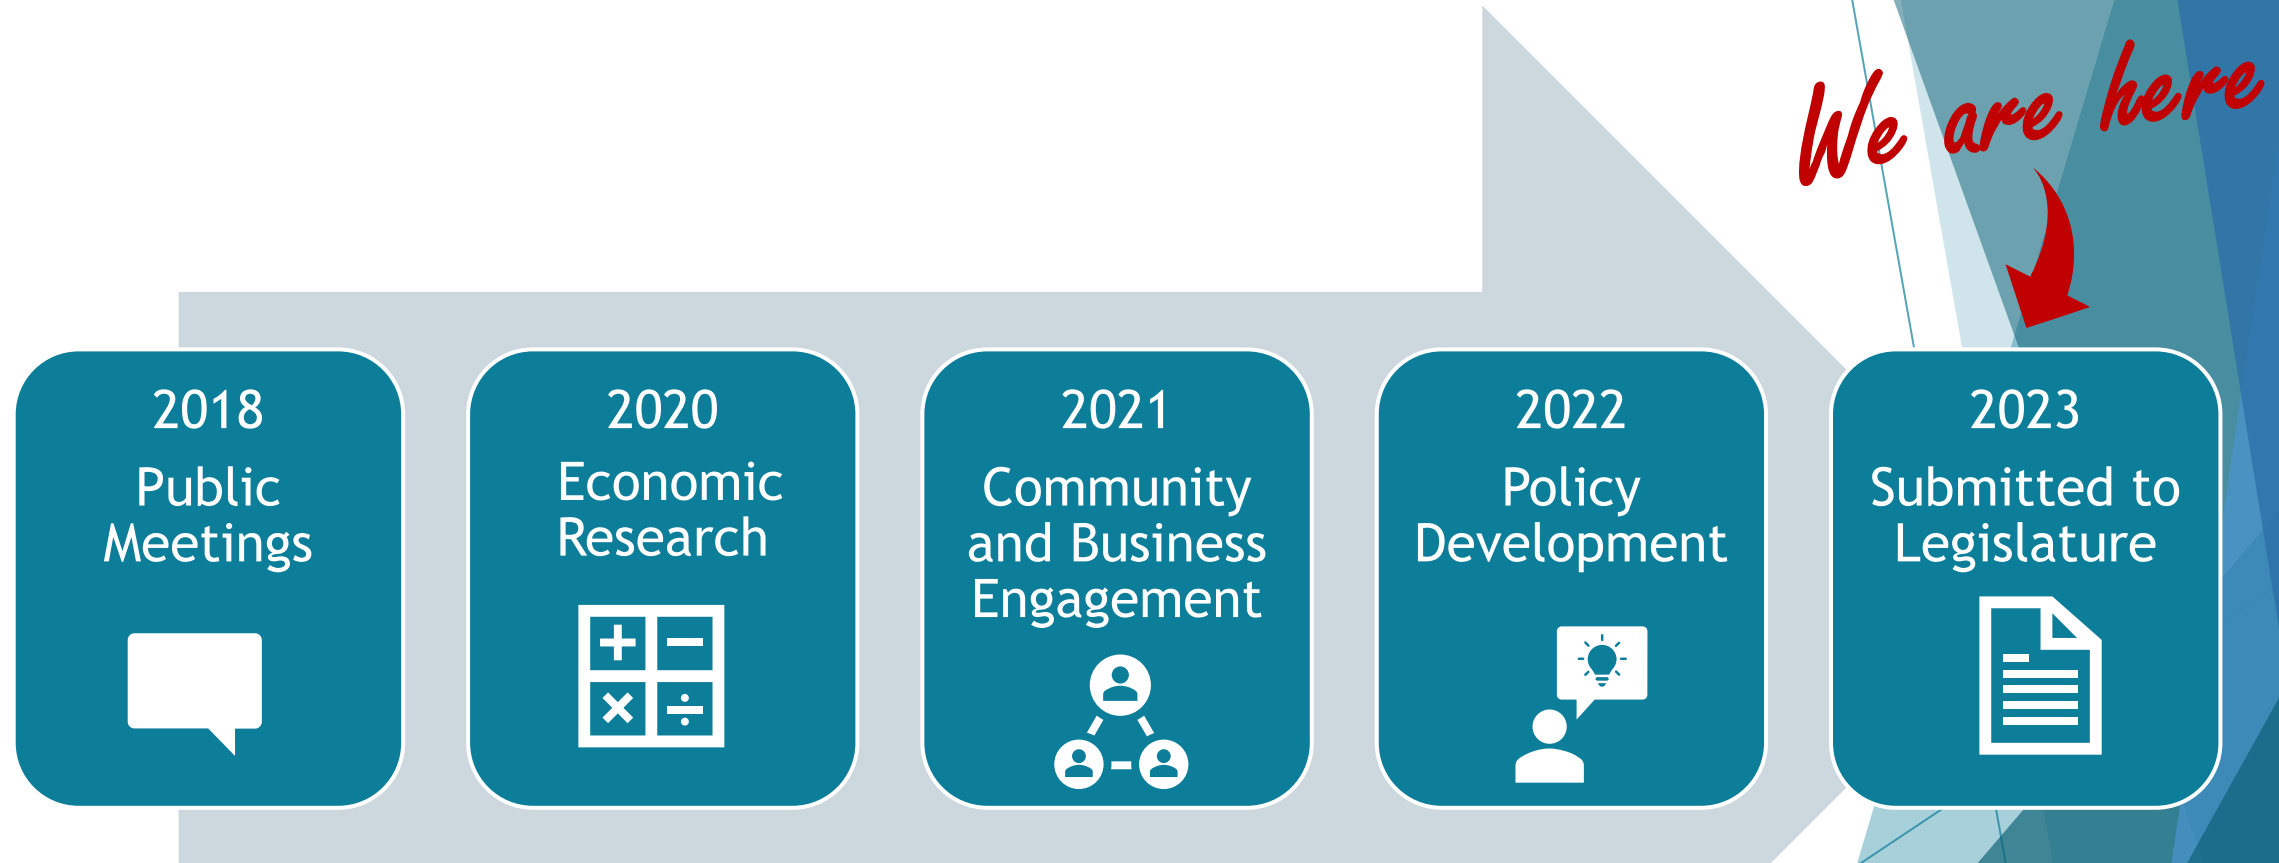 We are here
2018
Public
Meetings
2020
Economic
Research
2021
Community
and Business
Engagement
2022
Policy
Development
2023
Submitted to
Legislature